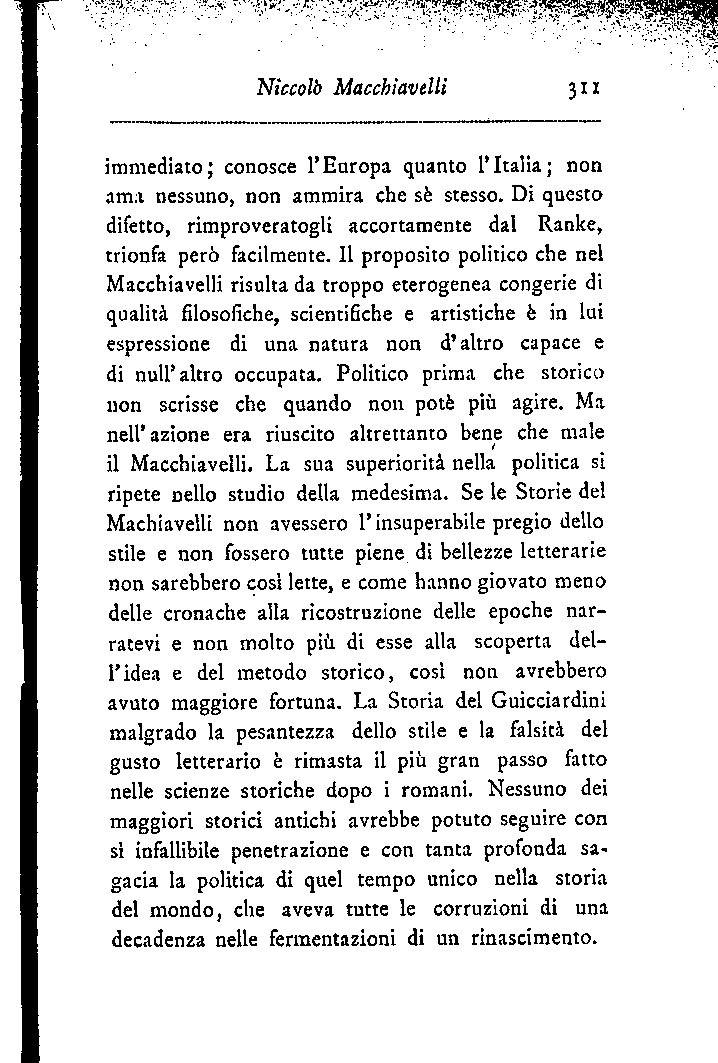 Niccolò Macchiavelli 311
immediato; conosce l'Europa quanto l'Italia; non
ama nessuno, non ammira che sè stesso. Di questo
difetto, rimproveratogli accortamente dal Ranke,
trionfa però facilmente. Il proposito politico che nel
Macchiavelli risulta da troppo eterogenea congerie di
qualità filosofiche, scientifiche e artistiche è in lui
espressione di una natura non d'altro capace e
di null'altro occupata. Politico prima che storico
non scrisse che quando non potè più agire. Ma
nell'azione era riuscito altrettanto bene che male
il Macchiavelli. La sua superiorità nella politica si
ripete nello studio della medesima. Se le Storie del
Machiavelli non avessero l'insuperabile pregio dello
stile e non fossero tutte piene di bellezze letterarie
non sarebbero così lette, e come hanno giovato meno
delle cronache alla ricostruzione delle epoche nar-
ratevi e non molto più di esse alla scoperta del-
l'idea e del metodo storico, così non avrebbero
avuto maggiore fortuna. La Storia del Guicciardini
malgrado la pesantezza dello stile e la falsità del
gusto letterario è rimasta il più gran passo fatto
nelle scienze storiche dopo i romani. Nessuno dei
maggiori storici antichi avrebbe potuto seguire con
sì infallibile penetrazione e con tanta profonda sa-
gacia la politica di quel tempo unico nella storia
del mondo, che aveva tutte le corruzioni di una
decadenza nelle fermentazioni di un rinascimento.